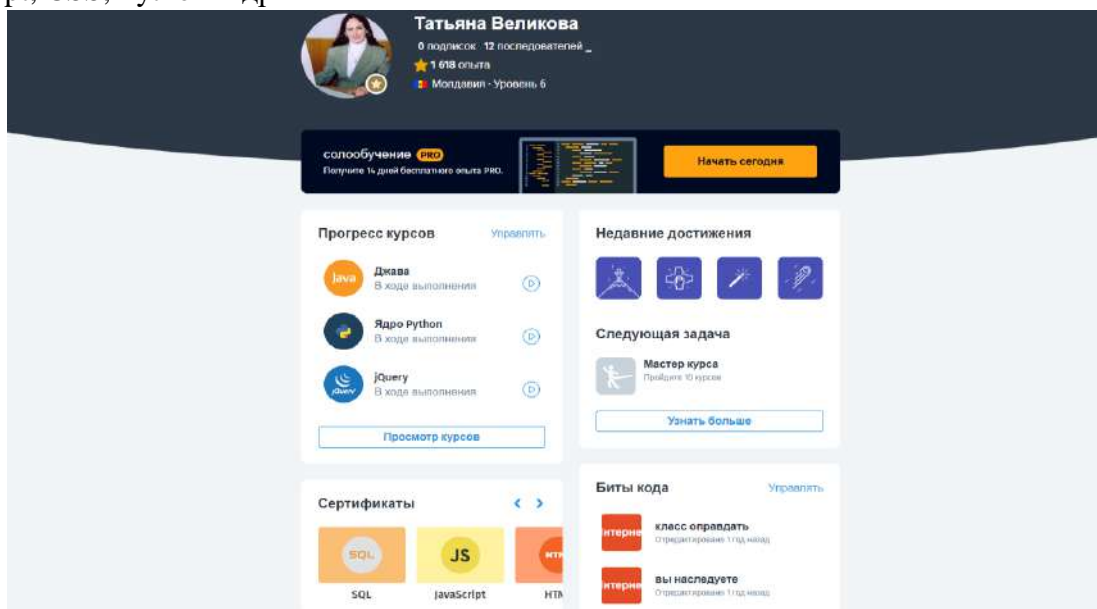 Татьяна Великова
0 подписок 12 последователей
1 618 опыта
Молдавия - Уровень 6
солообучение PRO
Получите 14 дней бесплатного опыта PRO.
Начать сегодня
Прогресс курсов Управлять
Java
Джава
В ходе выполнения
Ядро Python
В ходе выполнения
jQuery
jQuery
В ходе выполнения
Просмотр курсов
Недавние достижения
Следующая задача
Мастер курса
Пройдите 10 курсов
Узнать больше
Сертификаты
SQL
JS
SQL
JavaScript
Биты кода Управлять
класс оправдать
Отредактировано 1 год назад
вы наследуете
Отредактировано 1 год назад